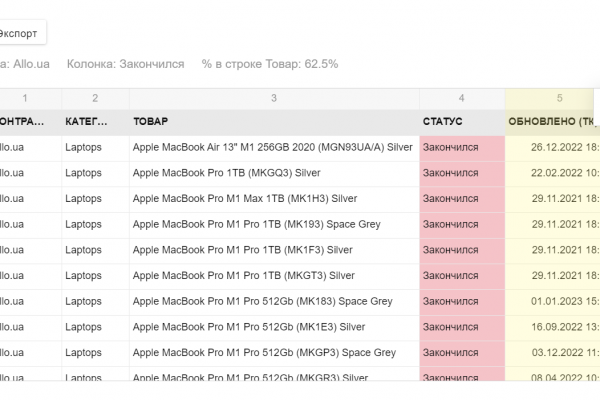 Экспорт
а: Allo.ua Колонка: Закончился % в строке Товар: 62.5%
1 2 3 4 5
ОНТРА... КАТЕГ... ТОВАР СТАТУС ОБНОВЛЕНО (ТК
llo.ua Laptops Apple MacBook Air 13" M1 256GB 2020 (MGN93UA/A) Silver Закончился 26.12.2022 18:
llo.ua Laptops Apple MacBook Pro 1TB (MKGQ3) Silver Закончился 22.02.2022 10:
llo.ua Laptops Apple MacBook Pro M1 Max 1TB (MK1H3) Silver Закончился 29.11.2021 18:
llo.ua Laptops Apple MacBook Pro M1 Pro 1TB (MK193) Space Grey Закончился 29.11.2021 18:
llo.ua Laptops Apple MacBook Pro M1 Pro 1TB (MK1F3) Silver Закончился 29.11.2021 18:
llo.ua Laptops Apple MacBook Pro M1 Pro 1TB (MKGT3) Silver Закончился 29.11.2021 18:
llo.ua Laptops Apple MacBook Pro M1 Pro 512Gb (MK183) Space Grey Закончился 01.01.2023 15:
llo.ua Laptops Apple MacBook Pro M1 Pro 512Gb (MK1E3) Silver Закончился 16.09.2022 13:
llo.ua Laptops Apple MacBook Pro M1 Pro 512Gb (MKGP3) Space Grey Закончился 03.12.2022 11:
llo.ua Laptops Apple MacBook Pro M1 Pro 512Gb (MKGR3) Silver Закончился 08.04.2022 10: